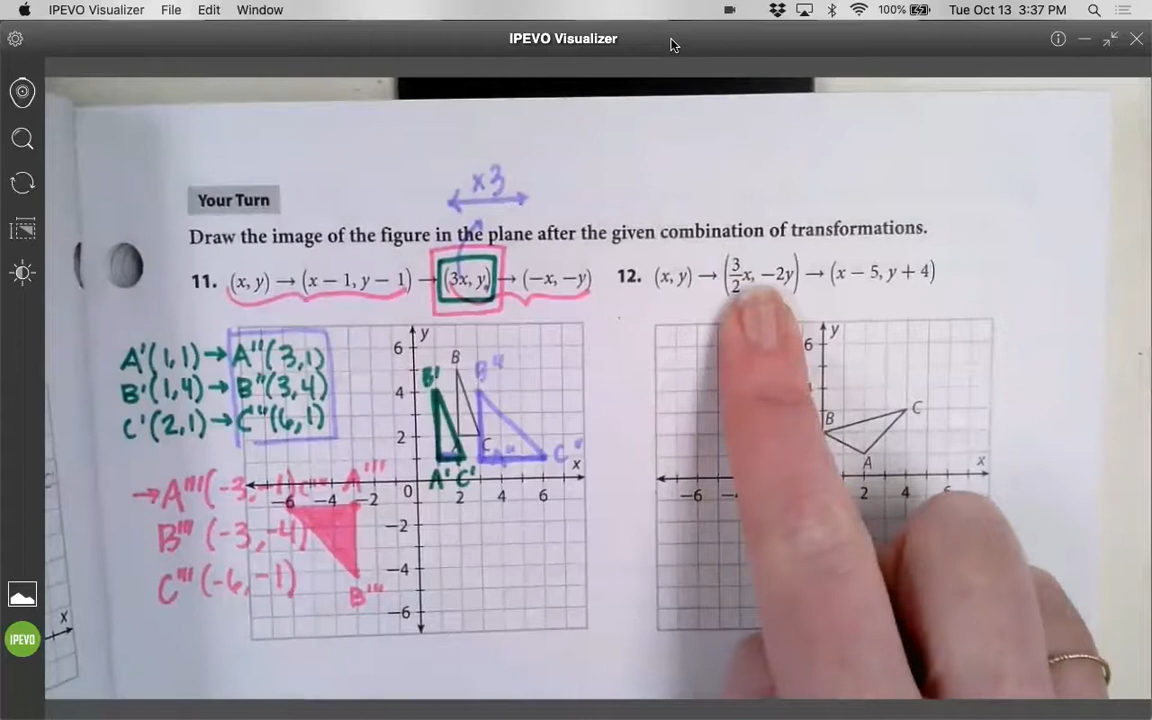 IPEVO Visualizer File Edit Window 100% Tue Oct 13 3:37 PM
IPEVO Visualizer
x3
Your Turn
Draw the image of the figure in the plane after the given combination of transformations.
11. (x, y) → (x − 1, y − 1) → (3x, y) → (−x, −y)
12. (x, y) → (3/2 x, −2y) → (x − 5, y + 4)
A'(1,1) → A''(3,1)
B'(1,4) → B''(3,4)
C'(2,1) → C''(6,1)
→A'''(-3,-1)
B'''(-3,-4)
C'''(-6,-1)
y
6
B
B'
B''
4
2
C
A''
C''
x
A'
C'
C'''
A'''
−6 −4 −2 0 2 4 6
−2
−4
B'''
−6
y
6
B
C
A
x
−6
2 4
x
IPEVO